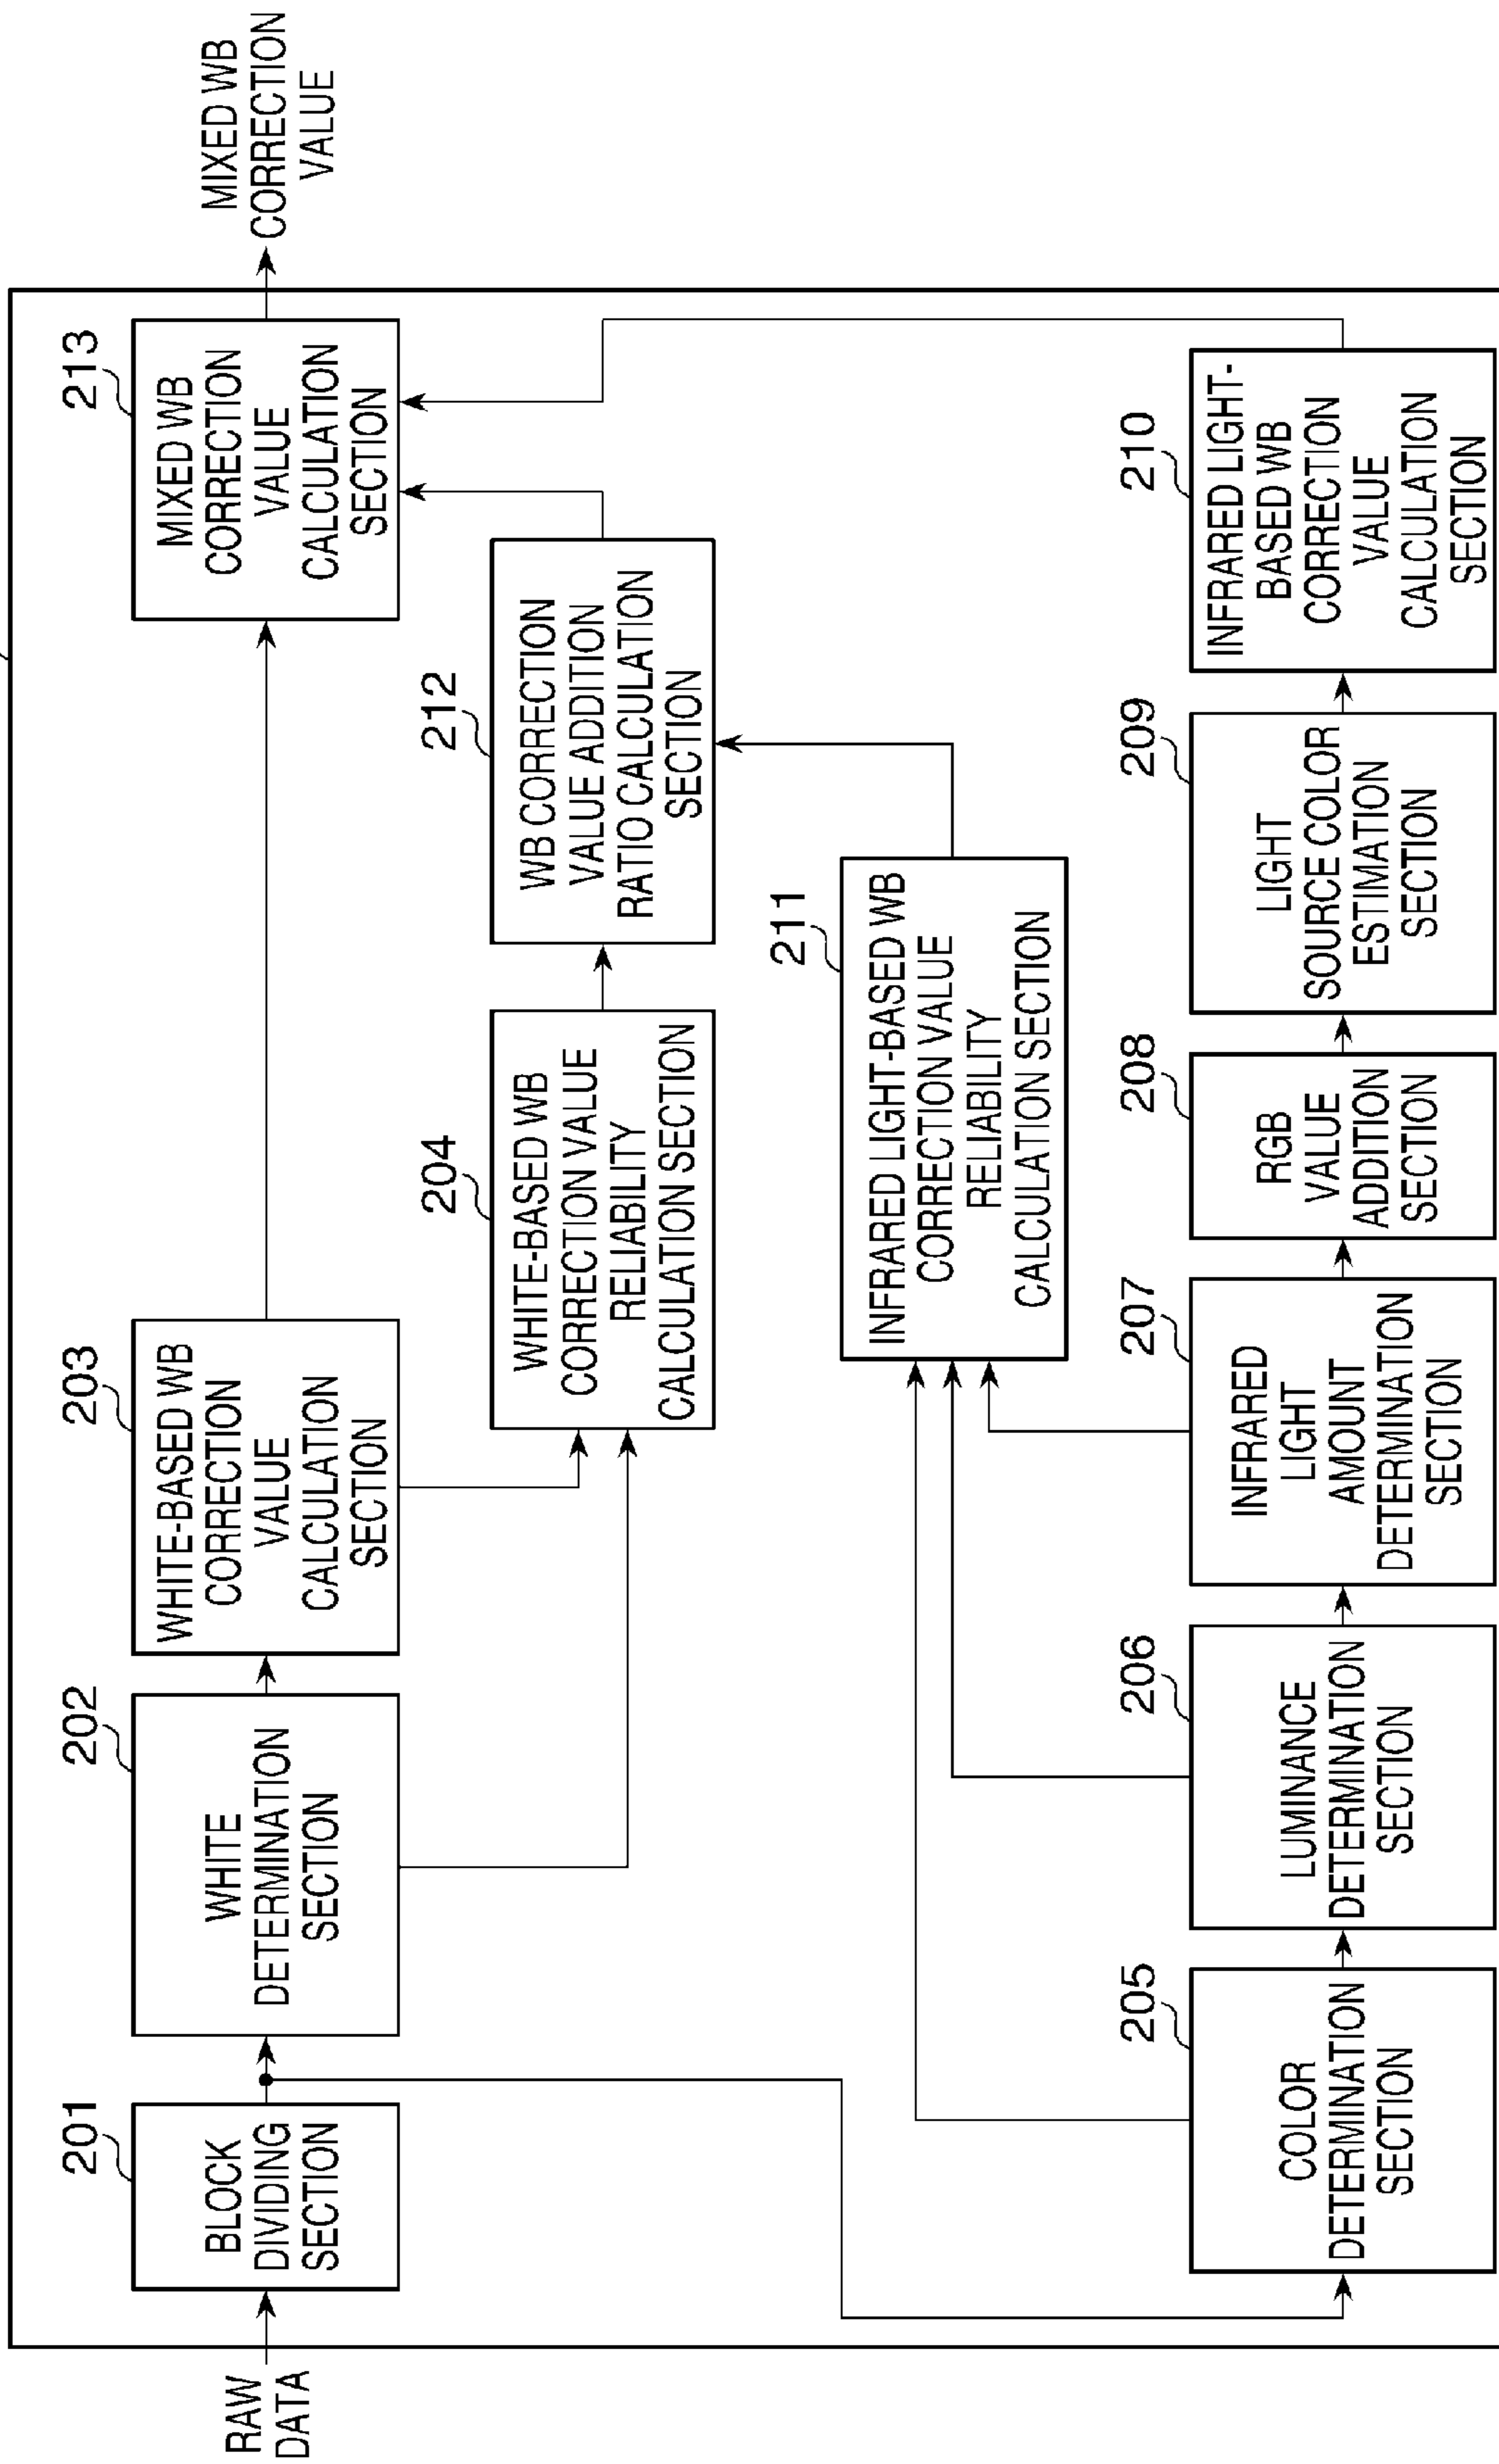 RAW
DATA
201
BLOCK
DIVIDING
SECTION
202
WHITE
DETERMINATION
SECTION
203
WHITE-BASED WB
CORRECTION
VALUE
CALCULATION
SECTION
213
MIXED WB
CORRECTION
VALUE
CALCULATION
SECTION
MIXED WB
CORRECTION
VALUE
204
WHITE-BASED WB
CORRECTION VALUE
RELIABILITY
CALCULATION SECTION
212
WB CORRECTION
VALUE ADDITION
RATIO CALCULATION
SECTION
211
INFRARED LIGHT-BASED WB
CORRECTION VALUE
RELIABILITY
CALCULATION SECTION
205
COLOR
DETERMINATION
SECTION
206
LUMINANCE
DETERMINATION
SECTION
207
INFRARED
LIGHT
AMOUNT
DETERMINATION
SECTION
208
RGB
VALUE
ADDITION
SECTION
209
LIGHT
SOURCE COLOR
ESTIMATION
SECTION
210
INFRARED LIGHT-
BASED WB
CORRECTION
VALUE
CALCULATION
SECTION